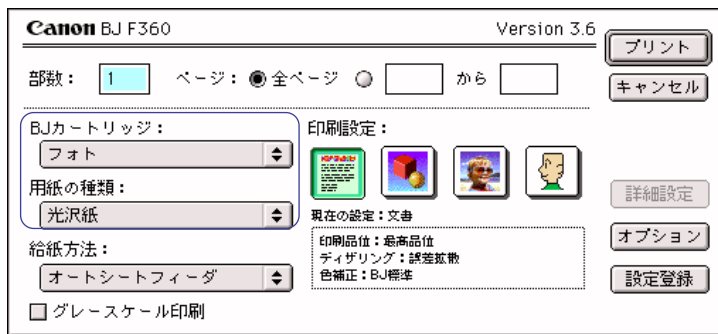 Canon BJ F360
Version 3.6
プリント
キャンセル
部数： 1 ページ： 全ページ から
BJカートリッジ：
フォト
用紙の種類：
光沢紙
給紙方法：
オートシートフィーダ
グレースケール印刷
印刷設定：
現在の設定：文書
印刷品位：最高品位
ディザリング：誤差拡散
色補正：BJ標準
詳細設定
オプション
設定登録